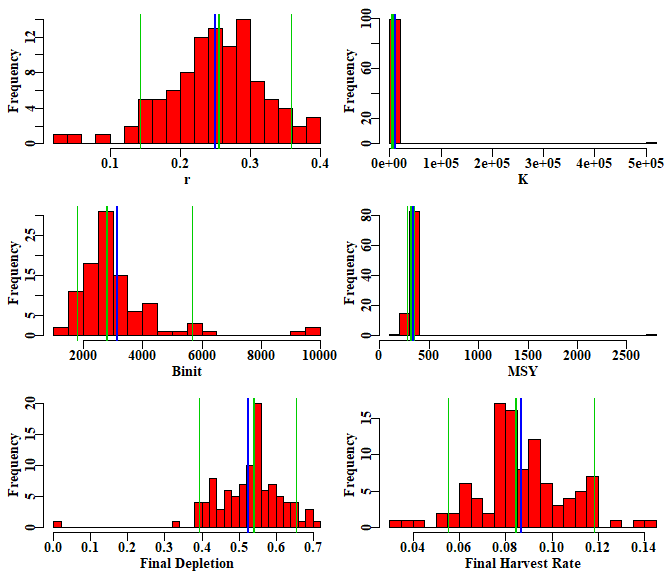 Frequency
0 4 8 12
0.1 0.2 0.3 0.4
r
Frequency
0 20 60 100
0e+00 1e+05 2e+05 3e+05 4e+05 5e+05
K
Frequency
0 5 15 25
2000 4000 6000 8000 10000
Binit
Frequency
0 20 40 60 80
0 500 1000 1500 2000 2500
MSY
Frequency
0 5 10 15 20
0.0 0.1 0.2 0.3 0.4 0.5 0.6 0.7
Final Depletion
Frequency
0 5 10 15
0.04 0.06 0.08 0.10 0.12 0.14
Final Harvest Rate